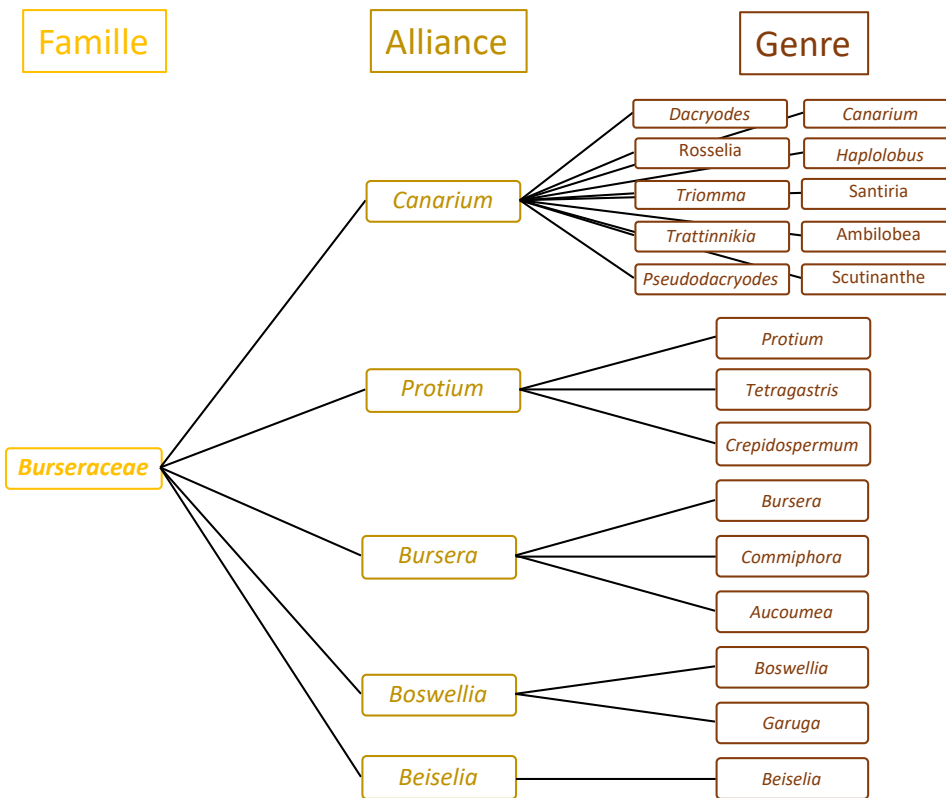 Famille
Alliance
Genre
Dacryodes
Canarium
Rosselia
Haplolobus
Canarium
Triomma
Santiria
Trattinnikia
Ambilobea
Pseudodacryodes
Scutinanthe
Protium
Protium
Tetragastris
Crepidospermum
Burseraceae
Bursera
Bursera
Commiphora
Aucoumea
Boswellia
Boswellia
Garuga
Beiselia
Beiselia